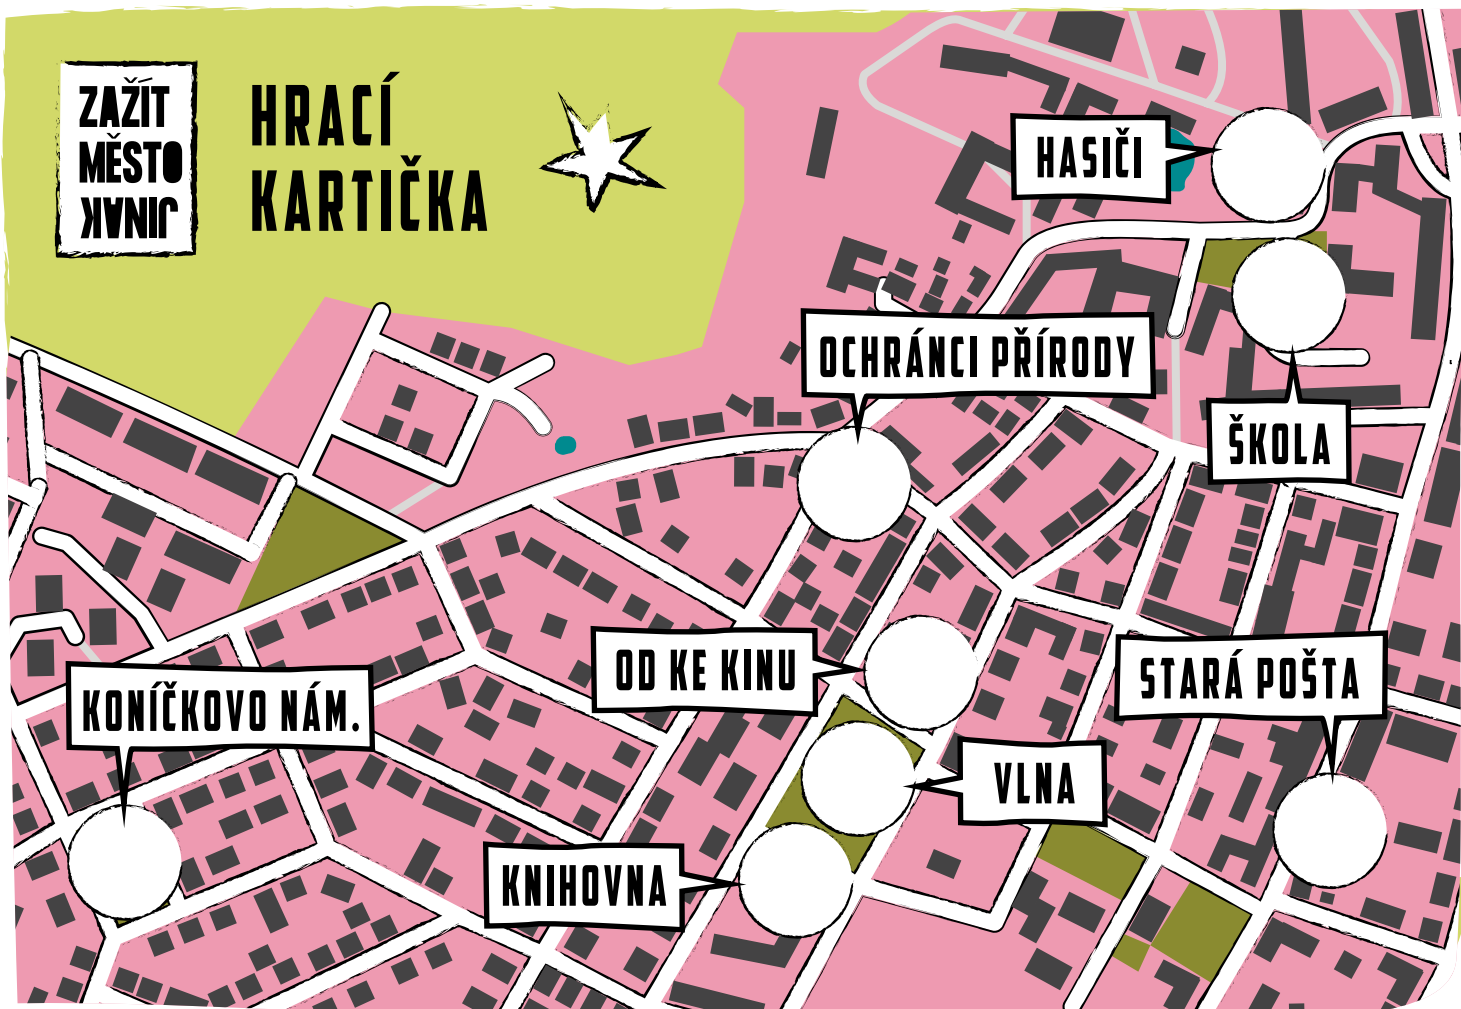 ZAŽÍT
MĚSTO
JINAK
HRACÍ
KARTIČKA
HASIČI
OCHRÁNCI PŘÍRODY
ŠKOLA
OD KE KINU
STARÁ POŠTA
KONÍČKOVO NÁM.
VLNA
KNIHOVNA